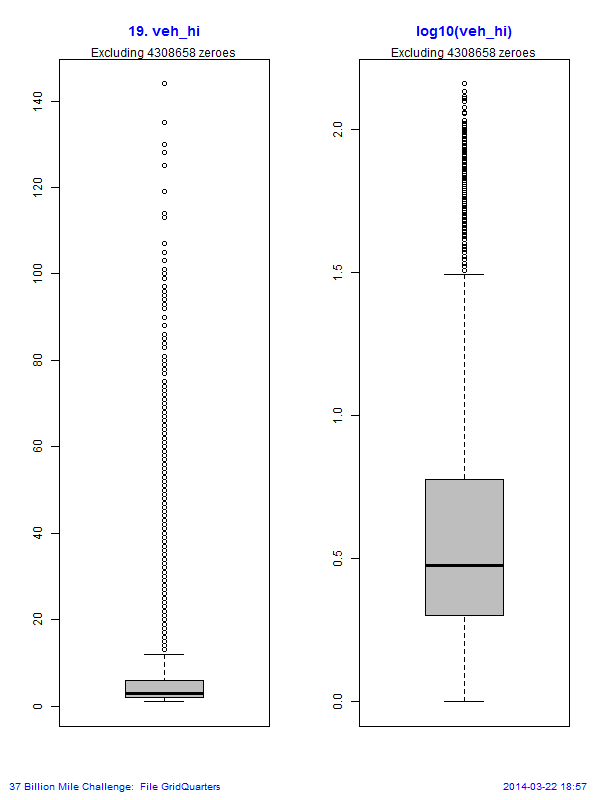 19. veh_hi
Excluding 4308658 zeroes
140
120
100
80
60
40
20
0
log10(veh_hi)
Excluding 4308658 zeroes
2.0
1.5
1.0
0.5
0.0
37 Billion Mile Challenge: File GridQuarters
2014-03-22 18:57